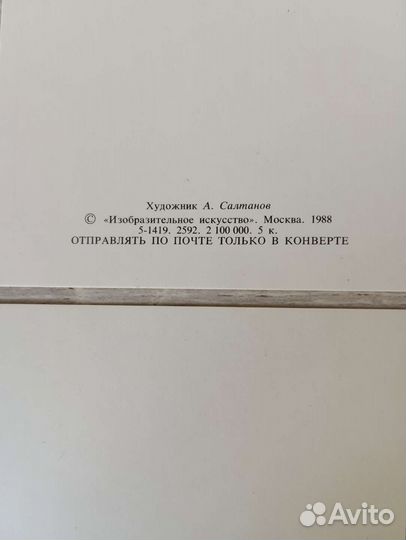 Художник А. Салтанов
© «Изобразительное искусство». Москва. 1988
5-1419. 2592. 2 100 000. 5 к.
ОТПРАВЛЯТЬ ПО ПОЧТЕ ТОЛЬКО В КОНВЕРТЕ
Avito